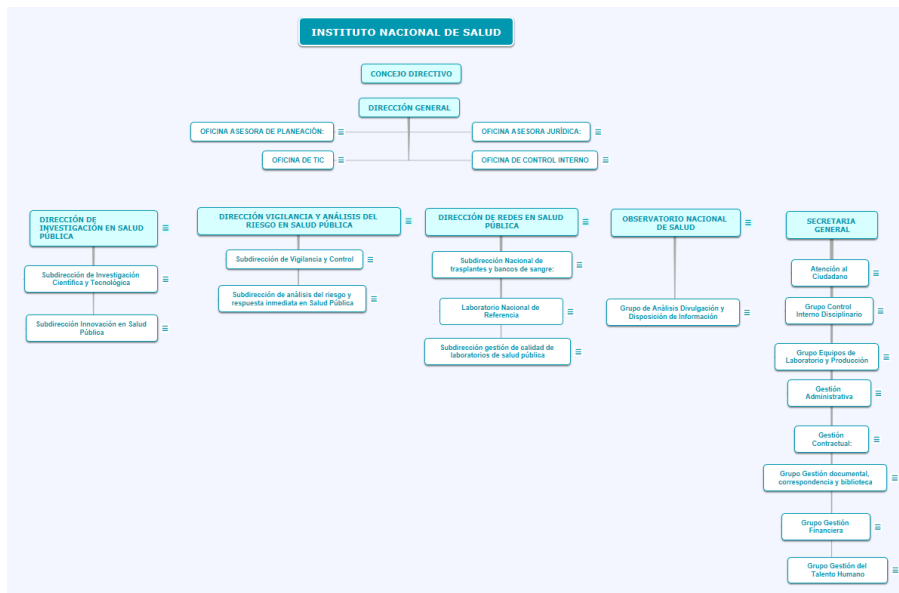 INSTITUTO NACIONAL DE SALUD
CONCEJO DIRECTIVO
DIRECCIÓN GENERAL
OFICINA ASESORA DE PLANEACIÓN:
OFICINA ASESORA JURÍDICA:
OFICINA DE TIC
OFICINA DE CONTROL INTERNO
DIRECCIÓN DE
INVESTIGACIÓN EN SALUD
PÚBLICA
Subdirección de Investigación
Científica y Tecnológica
Subdirección Innovación en Salud
Pública
DIRECCIÓN VIGILANCIA Y ANÁLISIS DEL
RIESGO EN SALUD PÚBLICA
Subdirección de Vigilancia y Control
Subdirección de análisis del riesgo y
respuesta inmediata en Salud Pública
DIRECCIÓN DE REDES EN SALUD
PÚBLICA
Subdirección Nacional de
trasplantes y bancos de sangre:
Laboratorio Nacional de
Referencia
Subdirección gestión de calidad de
laboratorios de salud pública
OBSERVATORIO NACIONAL
DE SALUD
Grupo de Análisis Divulgación y
Disposición de Información
SECRETARIA
GENERAL
Atención al
Ciudadano
Grupo Control
Interno Disciplinario
Grupo Equipos de
Laboratorio y Producción
Gestión
Administrativa
Gestión
Contractual:
Grupo Gestión documental,
correspondencia y biblioteca
Grupo Gestión
Financiera
Grupo Gestión del
Talento Humano